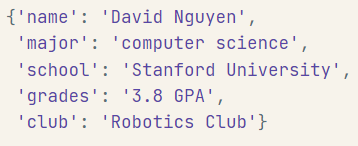 {'name': 'David Nguyen',
'major': 'computer science',
'school': 'Stanford University',
'grades': '3.8 GPA',
'club': 'Robotics Club'}